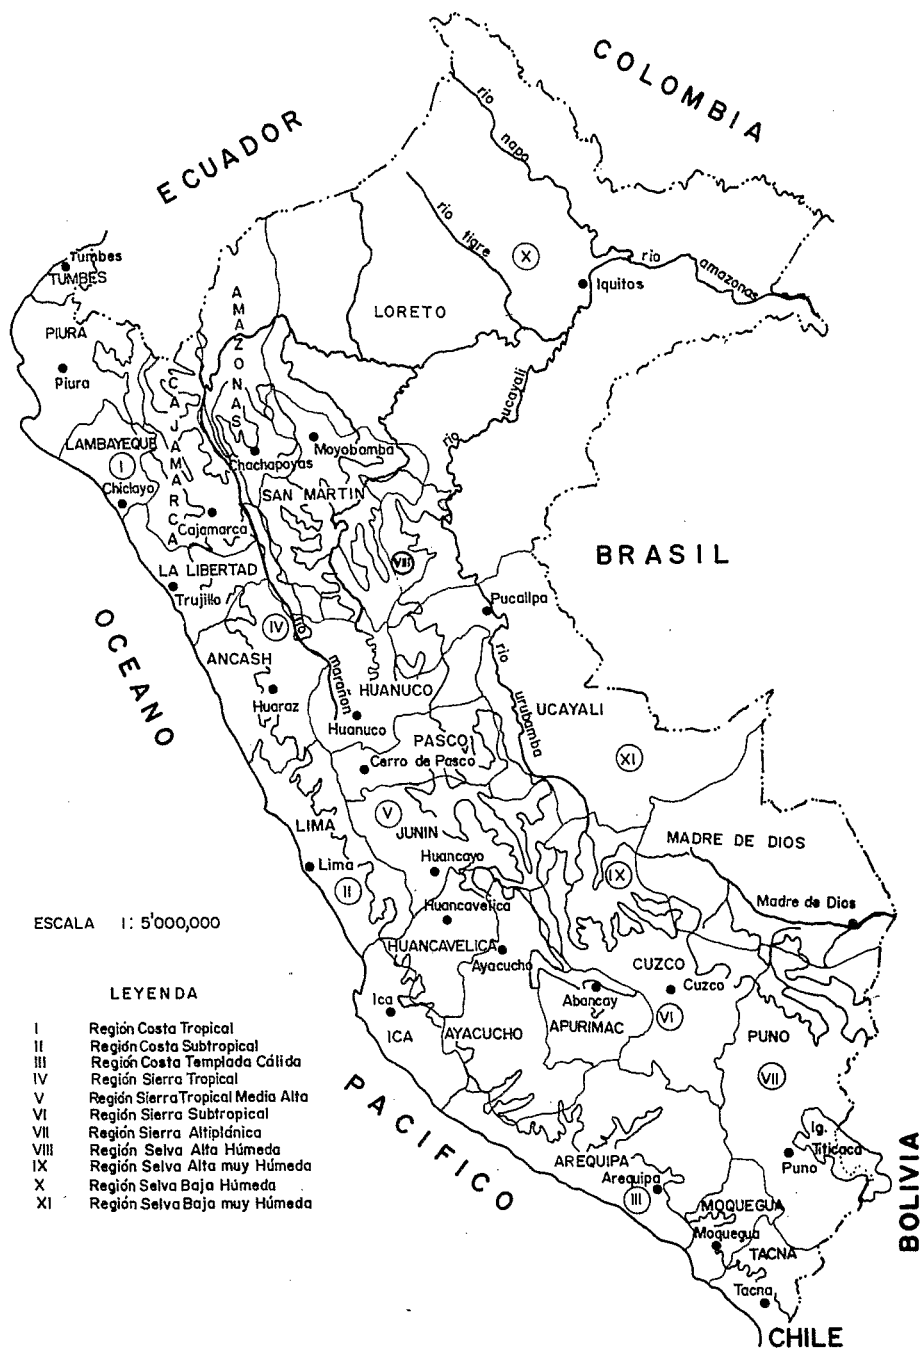 COLOMBIA
ECUADOR
río
napo
río
tigre
X
río
amazonas
Iquitos
Tumbes
TUMBES
AMAZONAS
LORETO
PIURA
Piura
CAJAMARCA
río
ucayali
LAMBAYEQUE
I
Chiclayo
Chachapoyas
Moyobamba
SAN MARTIN
Cajamarca
VIII
BRASIL
LA LIBERTAD
Trujillo
Pucallpa
IV
río
marañon
río
urubamba
OCEANO
ANCASH
Huaraz
HUANUCO
Huanuco
UCAYALI
PASCO
Cerro de Pasco
XI
V
JUNIN
LIMA
Lima
II
Huancayo
MADRE DE DIOS
IX
Madre de Dios
Huancavelica
HUANCAVELICA
Ayacucho
CUZCO
Cuzco
ESCALA 1: 5'000,000
Ica
ICA
AYACUCHO
Abancay
APURIMAC
VI
PUNO
VII
LEYENDA
I Región Costa Tropical
II Región Costa Subtropical
III Región Costa Templada Cálida
IV Región Sierra Tropical
V Región Sierra Tropical Media Alta
VI Región Sierra Subtropical
VII Región Sierra Altiplánica
VIII Región Selva Alta Húmeda
IX Región Selva Alta muy Húmeda
X Región Selva Baja Húmeda
XI Región Selva Baja muy Húmeda
PACIFICO
lg.
Titicaca
Puno
AREQUIPA
Arequipa
III
MOQUEGUA
Moquegua
TACNA
Tacna
BOLIVIA
CHILE